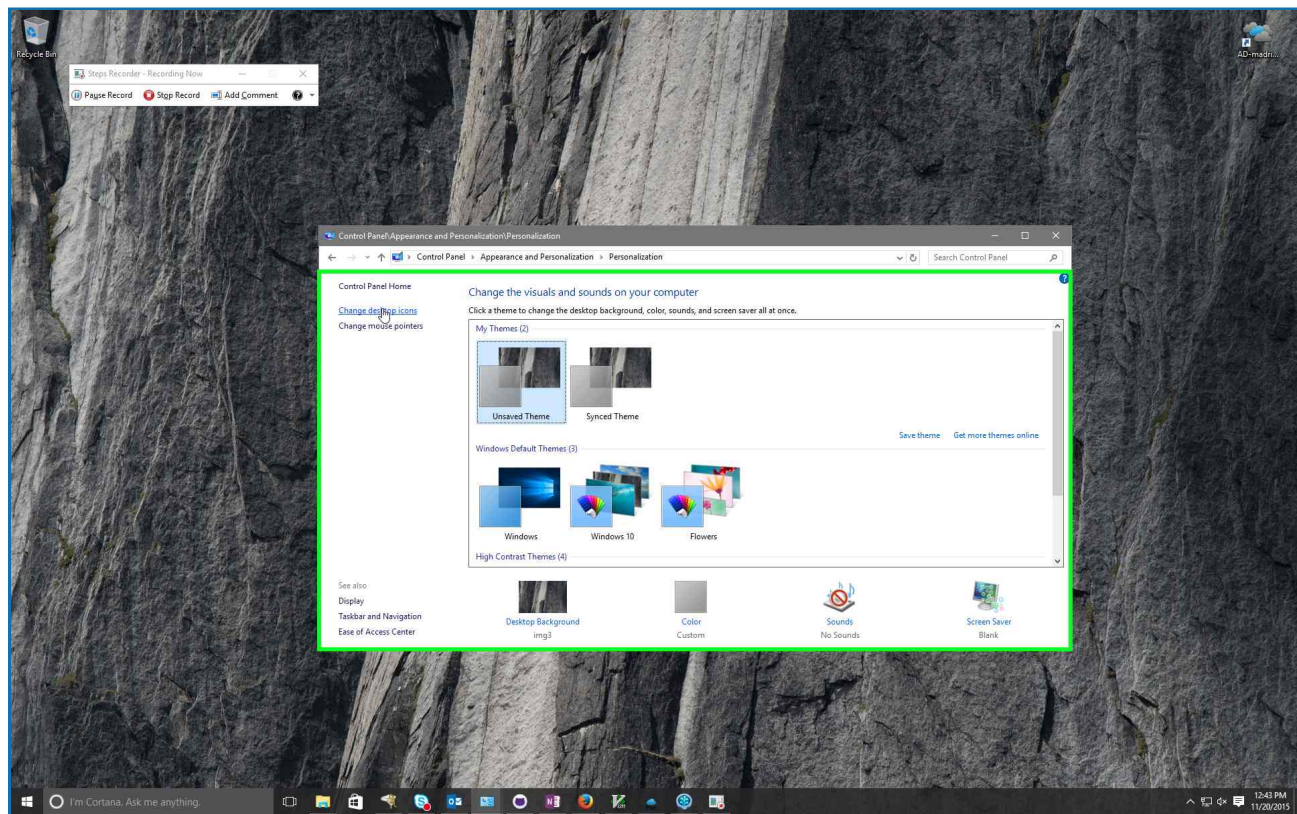 Recycle Bin
AD-madri...
Steps Recorder - Recording Now
Pause Record Stop Record Add Comment
Control Panel\Appearance and Personalization\Personalization
Control Panel › Appearance and Personalization › Personalization
Search Control Panel
Control Panel Home
Change desktop icons
Change mouse pointers
Change the visuals and sounds on your computer
Click a theme to change the desktop background, color, sounds, and screen saver all at once.
My Themes (2)
Unsaved Theme Synced Theme
Save theme Get more themes online
Windows Default Themes (3)
Windows Windows 10 Flowers
High Contrast Themes (4)
See also
Display
Taskbar and Navigation
Ease of Access Center
Desktop Background
img3
Color
Custom
Sounds
No Sounds
Screen Saver
Blank
I'm Cortana. Ask me anything.
12:43 PM
11/20/2015